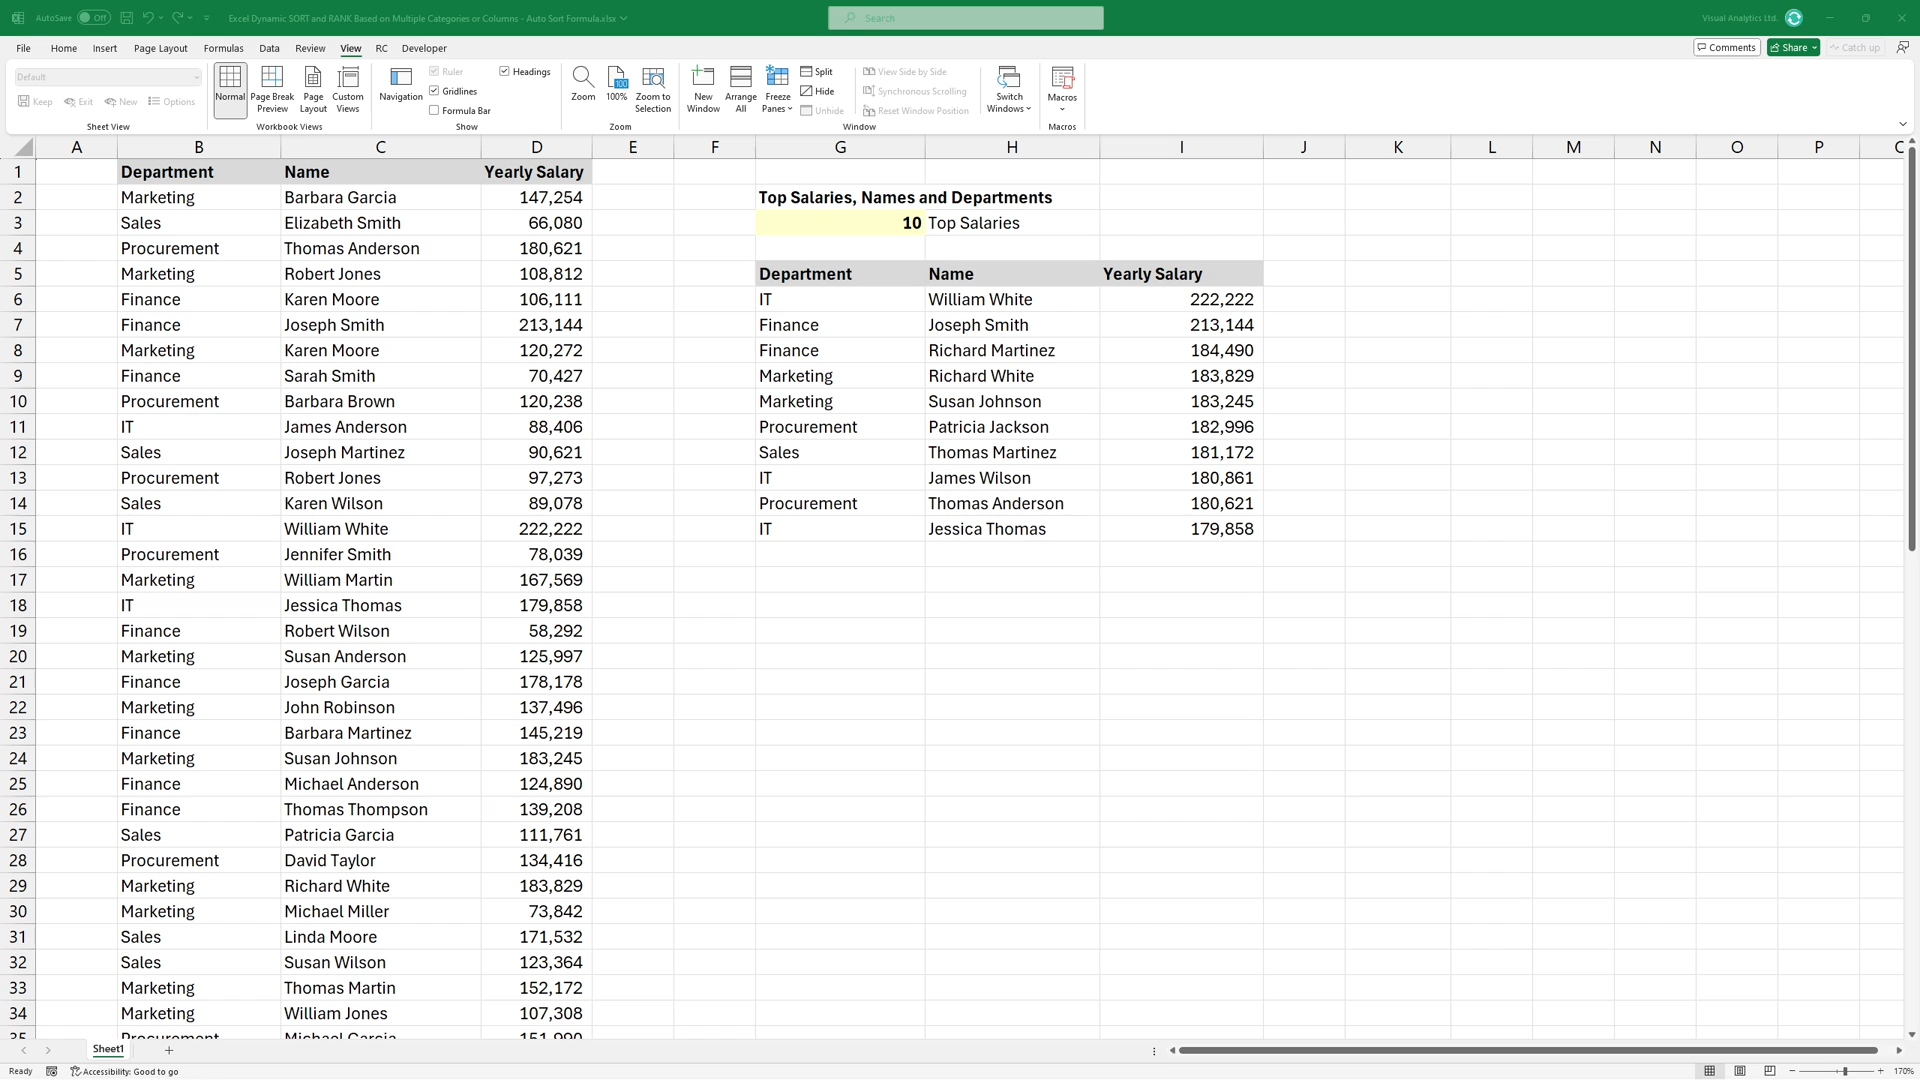 AutoSave Off Excel Dynamic SORT and RANK Based on Multiple Categories or Columns - Auto Sort Formula.xlsx Search Visual Analytics Ltd.
File Home Insert Page Layout Formulas Data Review View RC Developer Comments Share Catch up
Default
Keep Exit New Options
Sheet View
Normal Page Break Preview Page Layout Custom Views
Workbook Views
Navigation Ruler Headings
Gridlines
Formula Bar
Show
Zoom 100% Zoom to Selection
Zoom
New Window Arrange All Freeze Panes Split Hide Unhide View Side by Side Synchronous Scrolling Reset Window Position Switch Windows
Window
Macros
Macros
A B C D E F G H I J K L M N O P
1 Department Name Yearly Salary
2 Marketing Barbara Garcia 147,254 Top Salaries, Names and Departments
3 Sales Elizabeth Smith 66,080 10 Top Salaries
4 Procurement Thomas Anderson 180,621
5 Marketing Robert Jones 108,812 Department Name Yearly Salary
6 Finance Karen Moore 106,111 IT William White 222,222
7 Finance Joseph Smith 213,144 Finance Joseph Smith 213,144
8 Marketing Karen Moore 120,272 Finance Richard Martinez 184,490
9 Finance Sarah Smith 70,427 Marketing Richard White 183,829
10 Procurement Barbara Brown 120,238 Marketing Susan Johnson 183,245
11 IT James Anderson 88,406 Procurement Patricia Jackson 182,996
12 Sales Joseph Martinez 90,621 Sales Thomas Martinez 181,172
13 Procurement Robert Jones 97,273 IT James Wilson 180,861
14 Sales Karen Wilson 89,078 Procurement Thomas Anderson 180,621
15 IT William White 222,222 IT Jessica Thomas 179,858
16 Procurement Jennifer Smith 78,039
17 Marketing William Martin 167,569
18 IT Jessica Thomas 179,858
19 Finance Robert Wilson 58,292
20 Marketing Susan Anderson 125,997
21 Finance Joseph Garcia 178,178
22 Marketing John Robinson 137,496
23 Finance Barbara Martinez 145,219
24 Marketing Susan Johnson 183,245
25 Finance Michael Anderson 124,890
26 Finance Thomas Thompson 139,208
27 Sales Patricia Garcia 111,761
28 Procurement David Taylor 134,416
29 Marketing Richard White 183,829
30 Marketing Michael Miller 73,842
31 Sales Linda Moore 171,532
32 Sales Susan Wilson 123,364
33 Marketing Thomas Martin 152,172
34 Marketing William Jones 107,308
35 Procurement Michael Garcia 151,990
Sheet1
Ready Accessibility: Good to go 170%